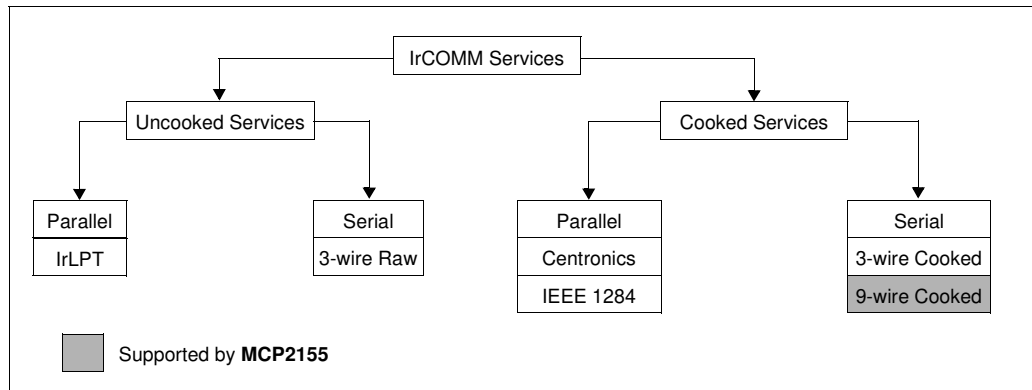 IrCOMM Services
Uncooked Services
Cooked Services
Parallel
IrLPT
Serial
3-wire Raw
Parallel
Centronics
IEEE 1284
Serial
3-wire Cooked
9-wire Cooked
Supported by MCP2155